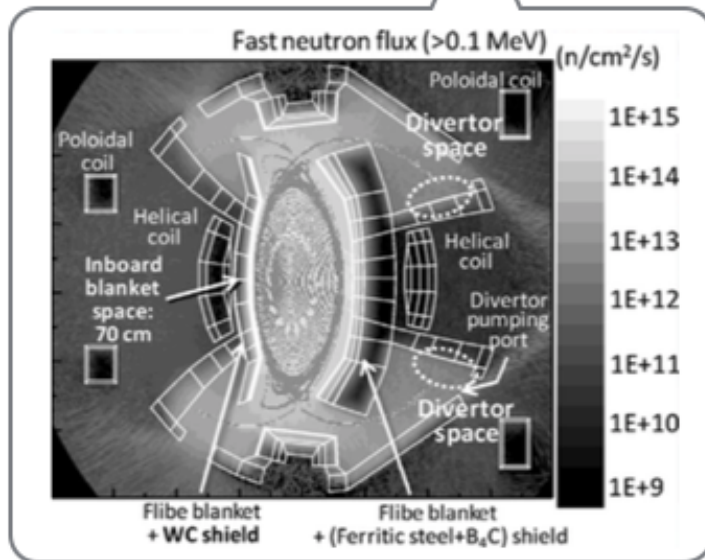 Fast neutron flux (>0.1 MeV)
(n/cm²/s)
Poloidal coil
Divertor
space
Poloidal
coil
Helical
coil
Inboard
blanket
space:
70 cm
Helical
coil
Divertor
pumping
port
Divertor
space
1E+15
1E+14
1E+13
1E+12
1E+11
1E+10
1E+9
Flibe blanket
+ WC shield
Flibe blanket
+ (Ferritic steel+B₄C) shield